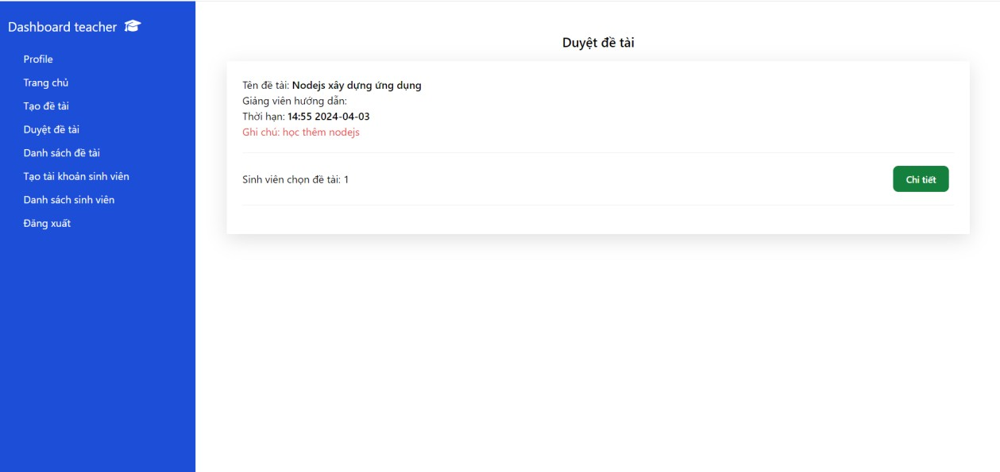 Dashboard teacher
Profile
Trang chủ
Tạo đề tài
Duyệt đề tài
Danh sách đề tài
Tạo tài khoản sinh viên
Danh sách sinh viên
Đăng xuất
Duyệt đề tài
Tên đề tài: Nodejs xây dựng ứng dụng
Giảng viên hướng dẫn:
Thời hạn: 14:55 2024-04-03
Ghi chú: học thêm nodejs
Sinh viên chọn đề tài: 1
Chi tiết